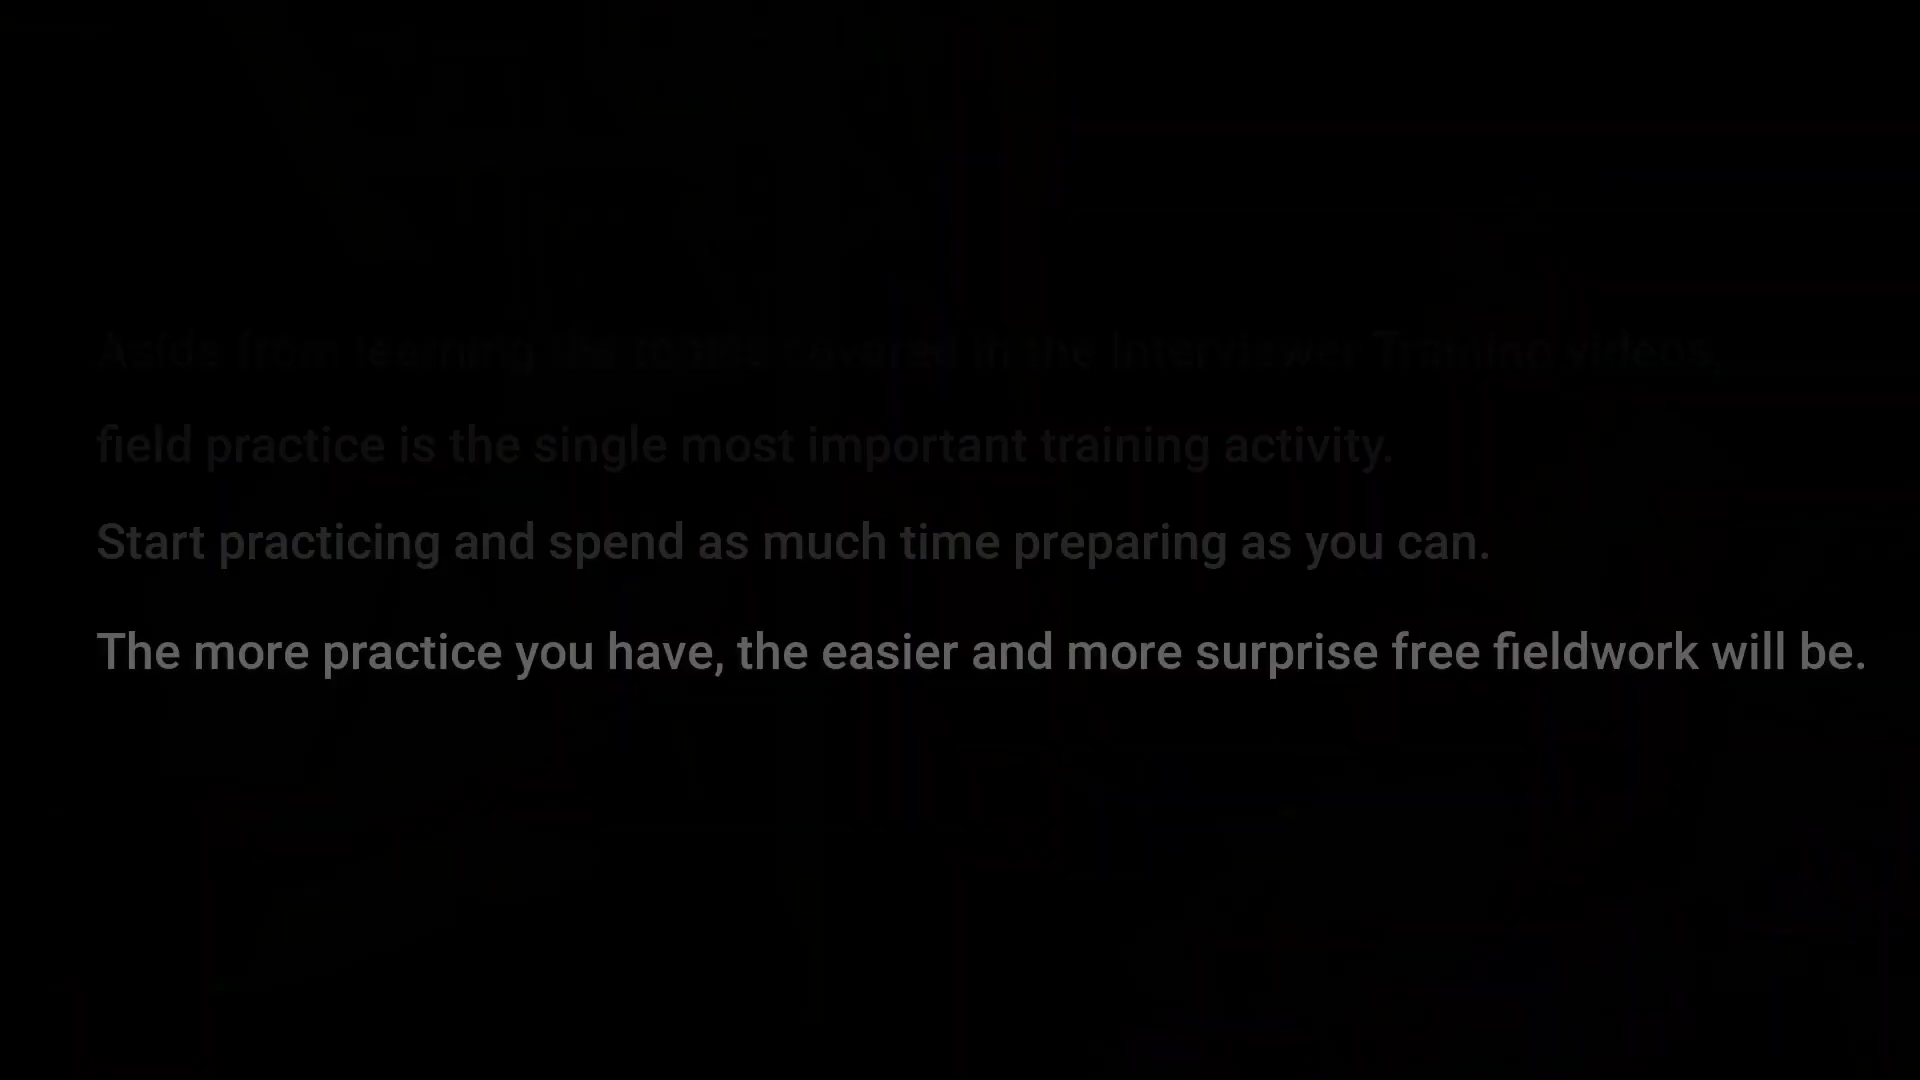 Aside from learning the topics covered in the Interviewer Training videos,
field practice is the single most important training activity.
Start practicing and spend as much time preparing as you can.
The more practice you have, the easier and more surprise free fieldwork will be.